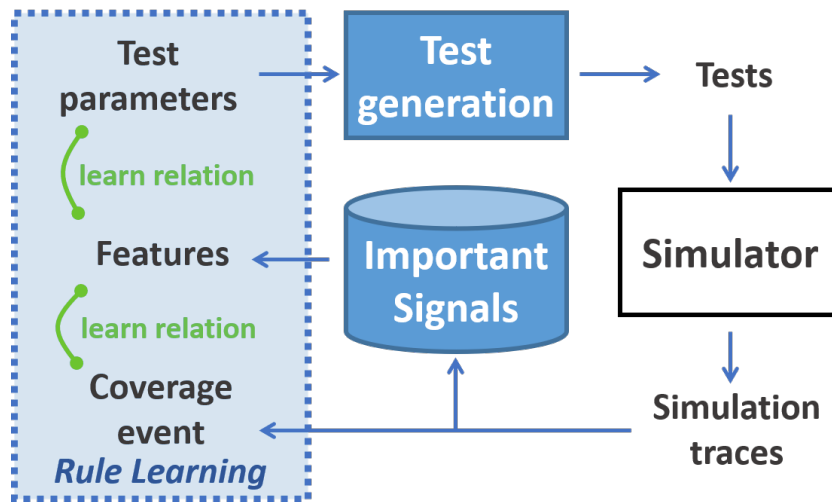 Test
parameters
Test
generation
Tests
learn relation
Features
Important
Signals
Simulator
learn relation
Coverage
event
Simulation
traces
Rule Learning